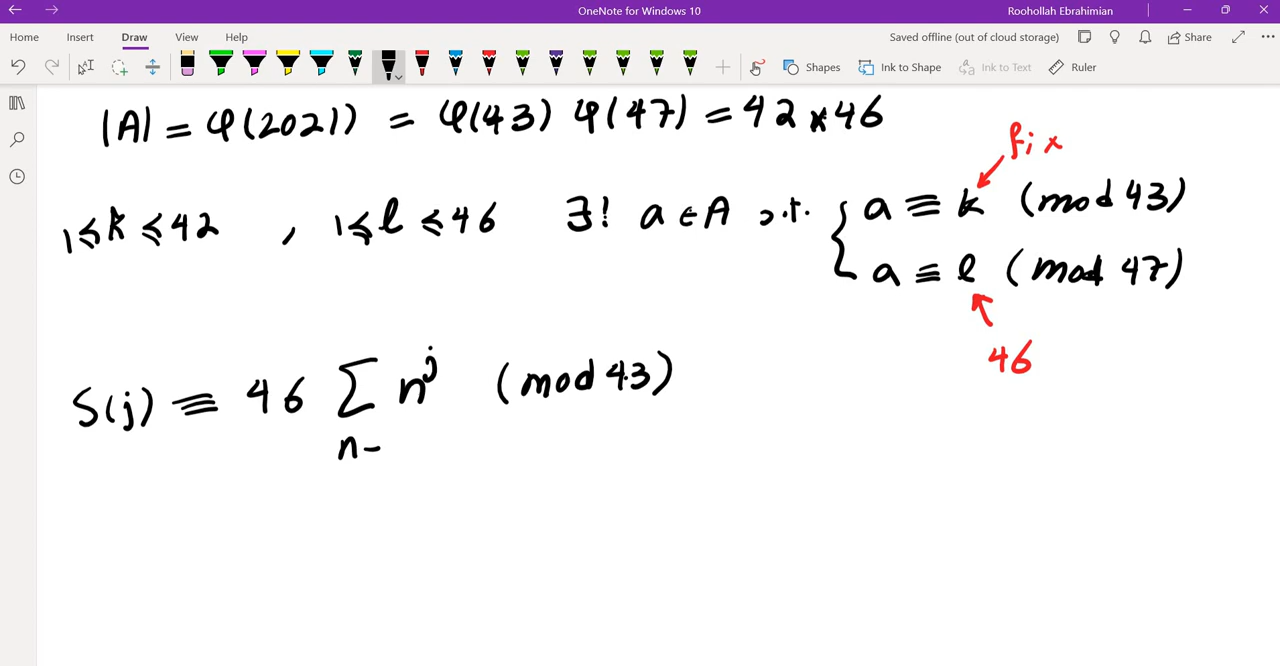 OneNote for Windows 10
Roohollah Ebrahimian
Home Insert Draw View Help
Saved offline (out of cloud storage)
Share
Shapes
Ink to Shape
Ink to Text
Ruler
|A| = φ(2021) = φ(43) φ(47) = 42 × 46
fix
1 ≤ k ≤ 42 , 1 ≤ l ≤ 46 ∃! a ∈ A s.t. { a ≡ k (mod 43)
a ≡ l (mod 47)
46
S(j) ≡ 46 ∑ n^j (mod 43)
n –